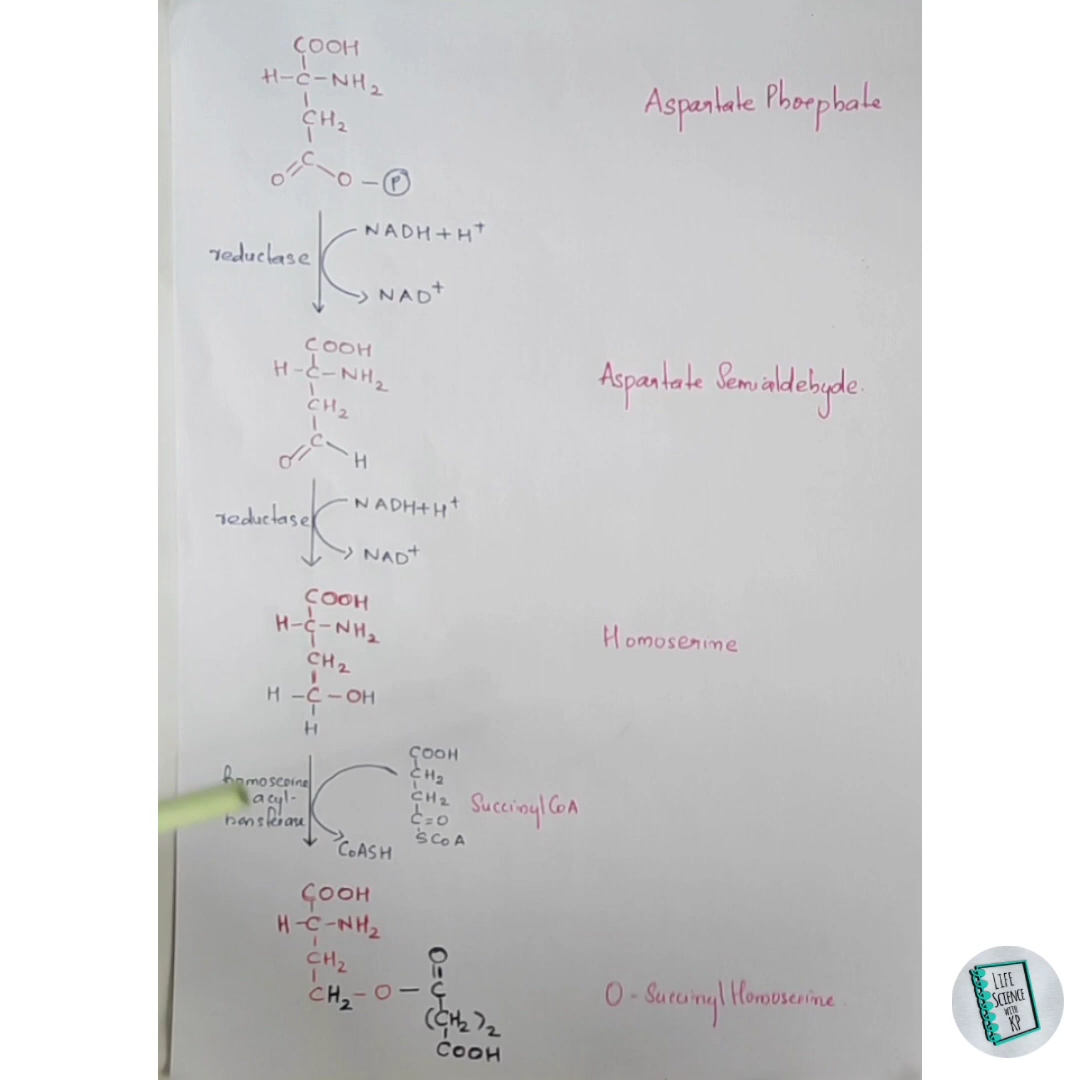 COOH
H-C-NH2
CH2
C
O O-P
Aspartate Phosphate
NADH+H+
reductase
NAD+
COOH
H-C-NH2
CH2
C
O H
Aspartate Semialdehyde.
NADH+H+
reductase
NAD+
COOH
H-C-NH2
CH2
H-C-OH
H
Homoserine
COOH
CH2
CH2
C=O
SCoA
Succinyl CoA
homoserine
acyl-
transferase
CoASH
COOH
H-C-NH2
CH2
CH2-O-C
O
(CH2)2
COOH
O-Succinyl Homoserine.
LIFE
SCIENCE
WITH
KP